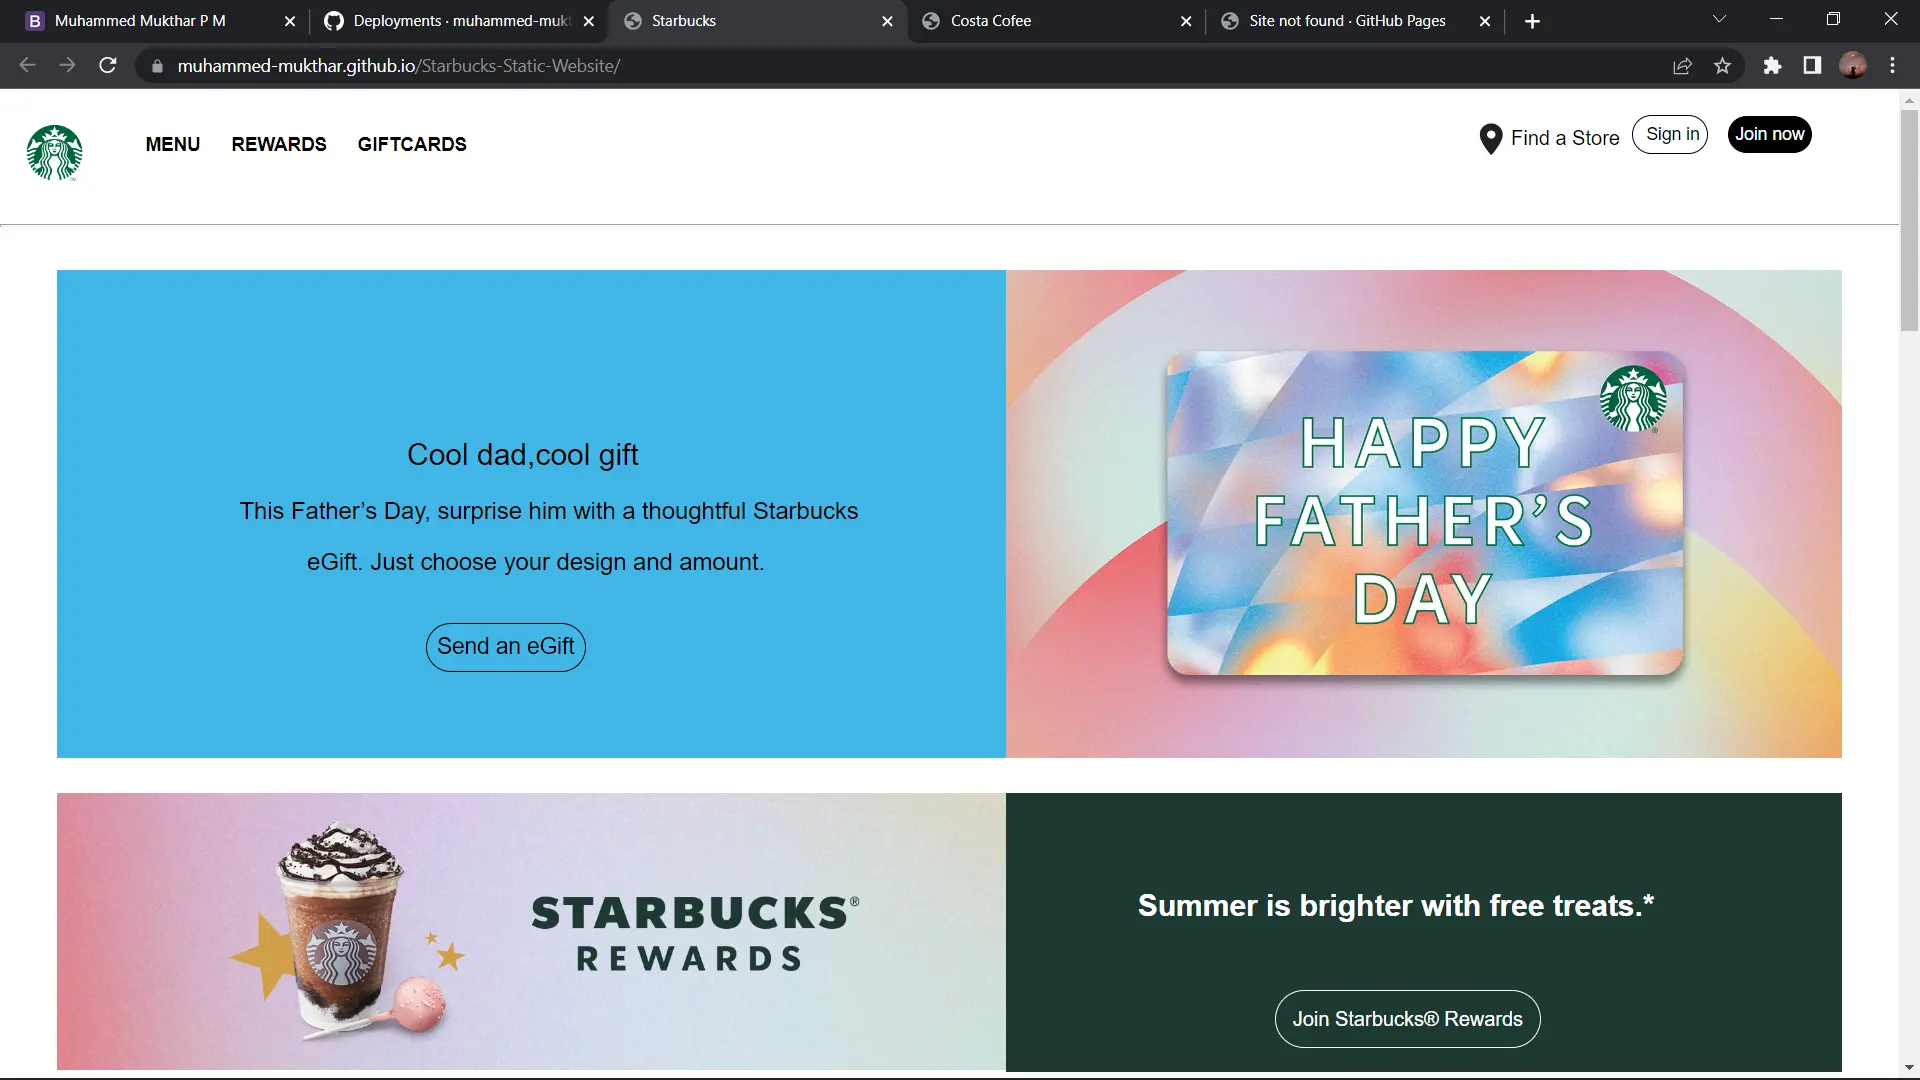 Muhammed Mukthar P M
Deployments · muhammed-mukt
Starbucks
Costa Cofee
Site not found · GitHub Pages
muhammed-mukthar.github.io/Starbucks-Static-Website/
MENU REWARDS GIFTCARDS
Find a Store
Sign in
Join now
Cool dad,cool gift
This Father’s Day, surprise him with a thoughtful Starbucks
eGift. Just choose your design and amount.
Send an eGift
HAPPY
FATHER’S
DAY
STARBUCKS®
REWARDS
Summer is brighter with free treats.*
Join Starbucks® Rewards